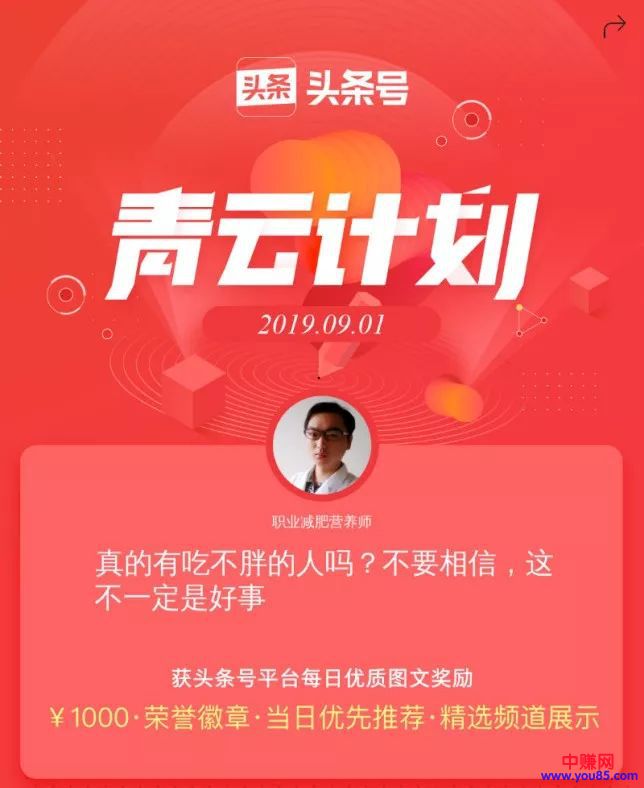 头条 头条号
青云计划
2019.09.01
职业减肥营养师
真的有吃不胖的人吗？不要相信，这
不一定是好事
获头条号平台每日优质图文奖励
￥1000·荣誉徽章·当日优先推荐·精选频道展示
中赚网
www.you85.com